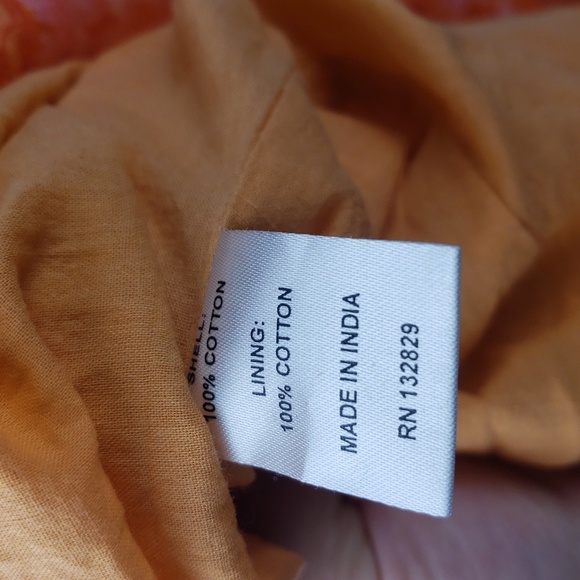 SHELL:
100% COTTON
LINING:
100% COTTON
MADE IN INDIA
RN 132829